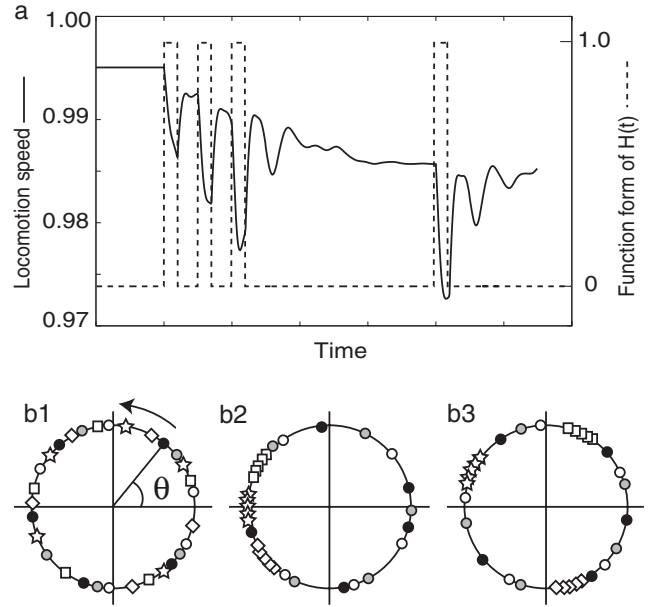 a
1.00
0.99
0.98
0.97
Locomotion speed
1.0
0
Function form of H(t)
Time
b1
b2
b3
θ